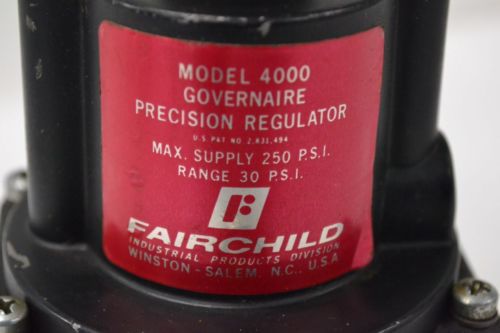 MODEL 4000
GOVERNAIRE
PRECISION REGULATOR
U.S. PAT NO 2,831,494
MAX. SUPPLY 250 P.S.I.
RANGE 30 P.S.I.
FAIRCHILD
INDUSTRIAL PRODUCTS DIVISION
WINSTON - SALEM, N.C., U.S.A